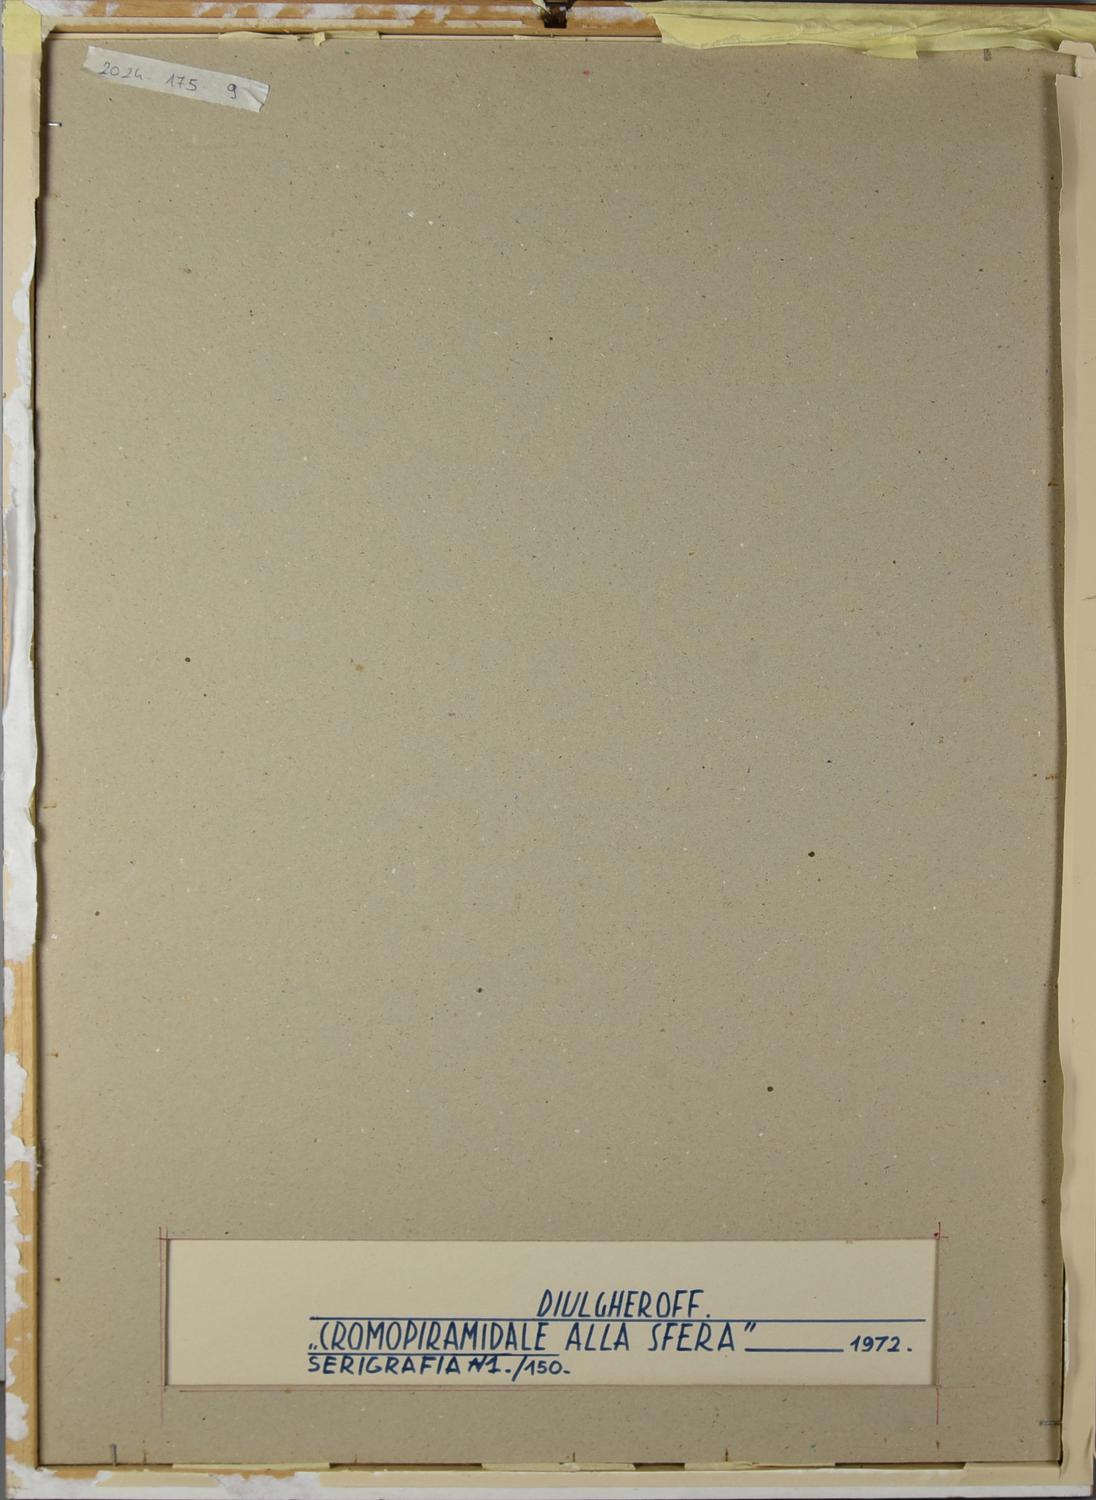 2024 175 9
DIULGHEROFF.
„CROMOPIRAMIDALE ALLA SFERA” 1972.
SERIGRAFIA N1./150.